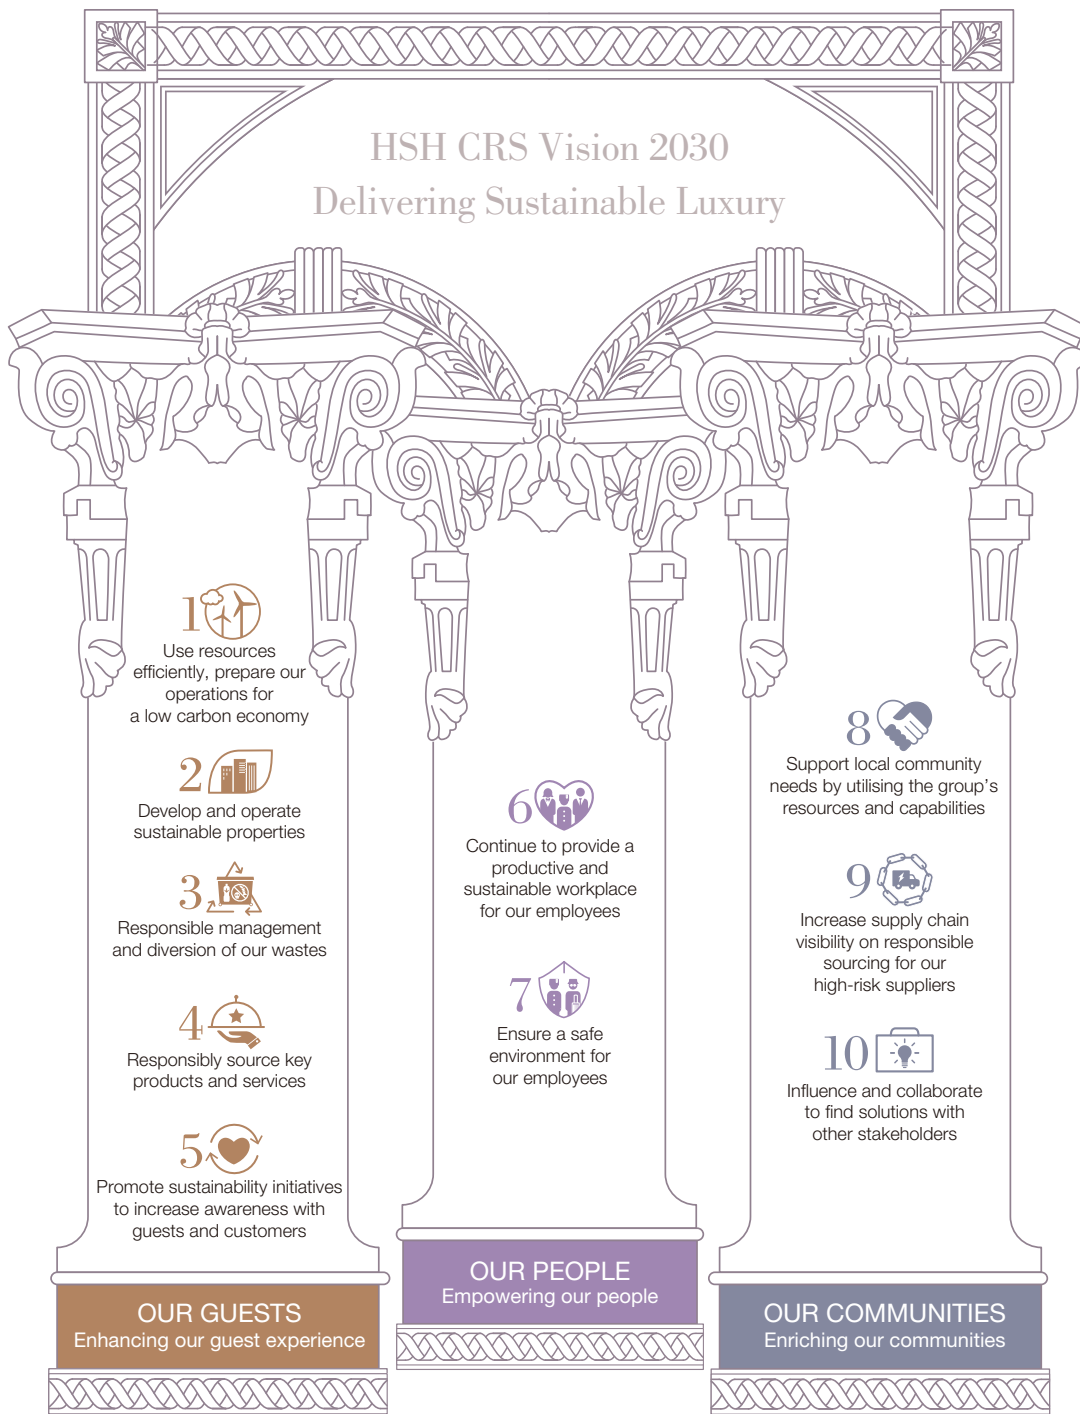 HSH CRS Vision 2030
Delivering Sustainable Luxury
1
Use resources
efficiently, prepare our
operations for
a low carbon economy
2
Develop and operate
sustainable properties
3
Responsible management
and diversion of our wastes
4
Responsibly source key
products and services
5
Promote sustainability initiatives
to increase awareness with
guests and customers
OUR GUESTS
Enhancing our guest experience
6
Continue to provide a
productive and
sustainable workplace
for our employees
7
Ensure a safe
environment for
our employees
OUR PEOPLE
Empowering our people
8
Support local community
needs by utilising the group's
resources and capabilities
9
Increase supply chain
visibility on responsible
sourcing for our
high-risk suppliers
10
Influence and collaborate
to find solutions with
other stakeholders
OUR COMMUNITIES
Enriching our communities